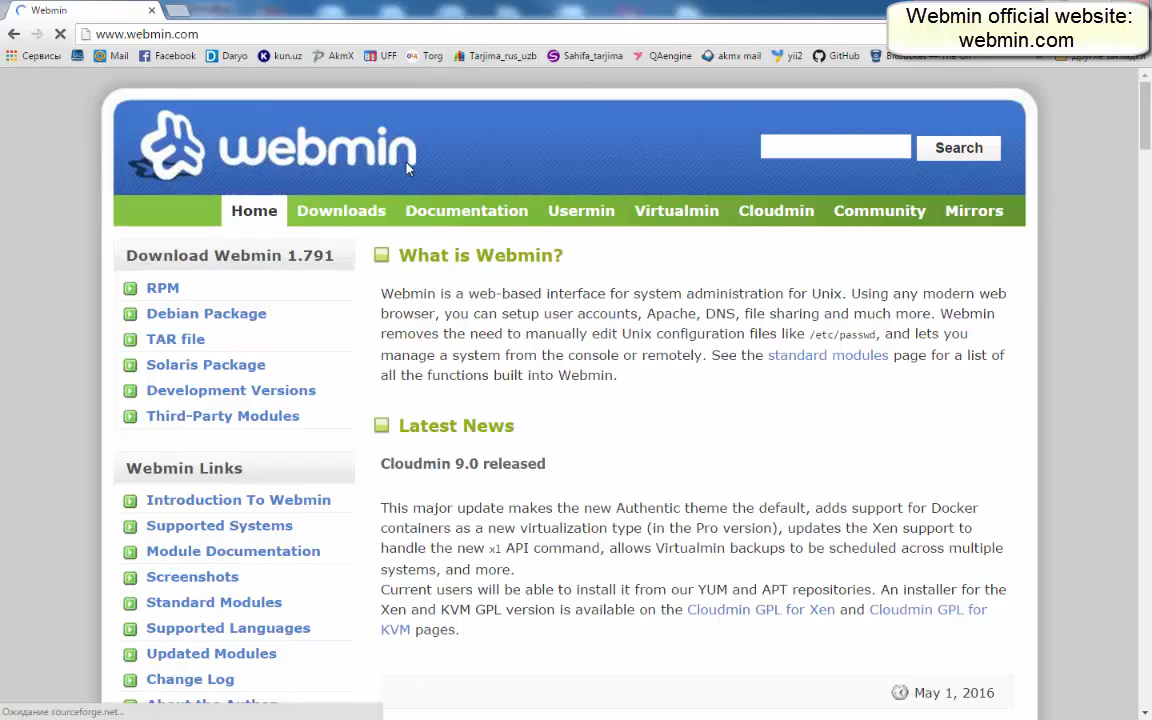 Webmin
Webmin official website:
webmin.com
www.webmin.com
Сервисы
Mail
Facebook
Daryo
kun.uz
AkmX
UFF
Torg
Tarjima_rus_uzb
Sahifa_tarjima
QAengine
akmx mail
yii2
GitHub
webmin
Search
Home
Downloads
Documentation
Usermin
Virtualmin
Cloudmin
Community
Mirrors
Download Webmin 1.791
RPM
Debian Package
TAR file
Solaris Package
Development Versions
Third-Party Modules
Webmin Links
Introduction To Webmin
Supported Systems
Module Documentation
Screenshots
Standard Modules
Supported Languages
Updated Modules
Change Log
What is Webmin?
Webmin is a web-based interface for system administration for Unix. Using any modern web
browser, you can setup user accounts, Apache, DNS, file sharing and much more. Webmin
removes the need to manually edit Unix configuration files like /etc/passwd, and lets you
manage a system from the console or remotely. See the standard modules page for a list of
all the functions built into Webmin.
Latest News
Cloudmin 9.0 released
This major update makes the new Authentic theme the default, adds support for Docker
containers as a new virtualization type (in the Pro version), updates the Xen support to
handle the new xl API command, allows Virtualmin backups to be scheduled across multiple
systems, and more.
Current users will be able to install it from our YUM and APT repositories. An installer for the
Xen and KVM GPL version is available on the Cloudmin GPL for Xen and Cloudmin GPL for
KVM pages.
May 1, 2016
Ожидание sourceforge.net...